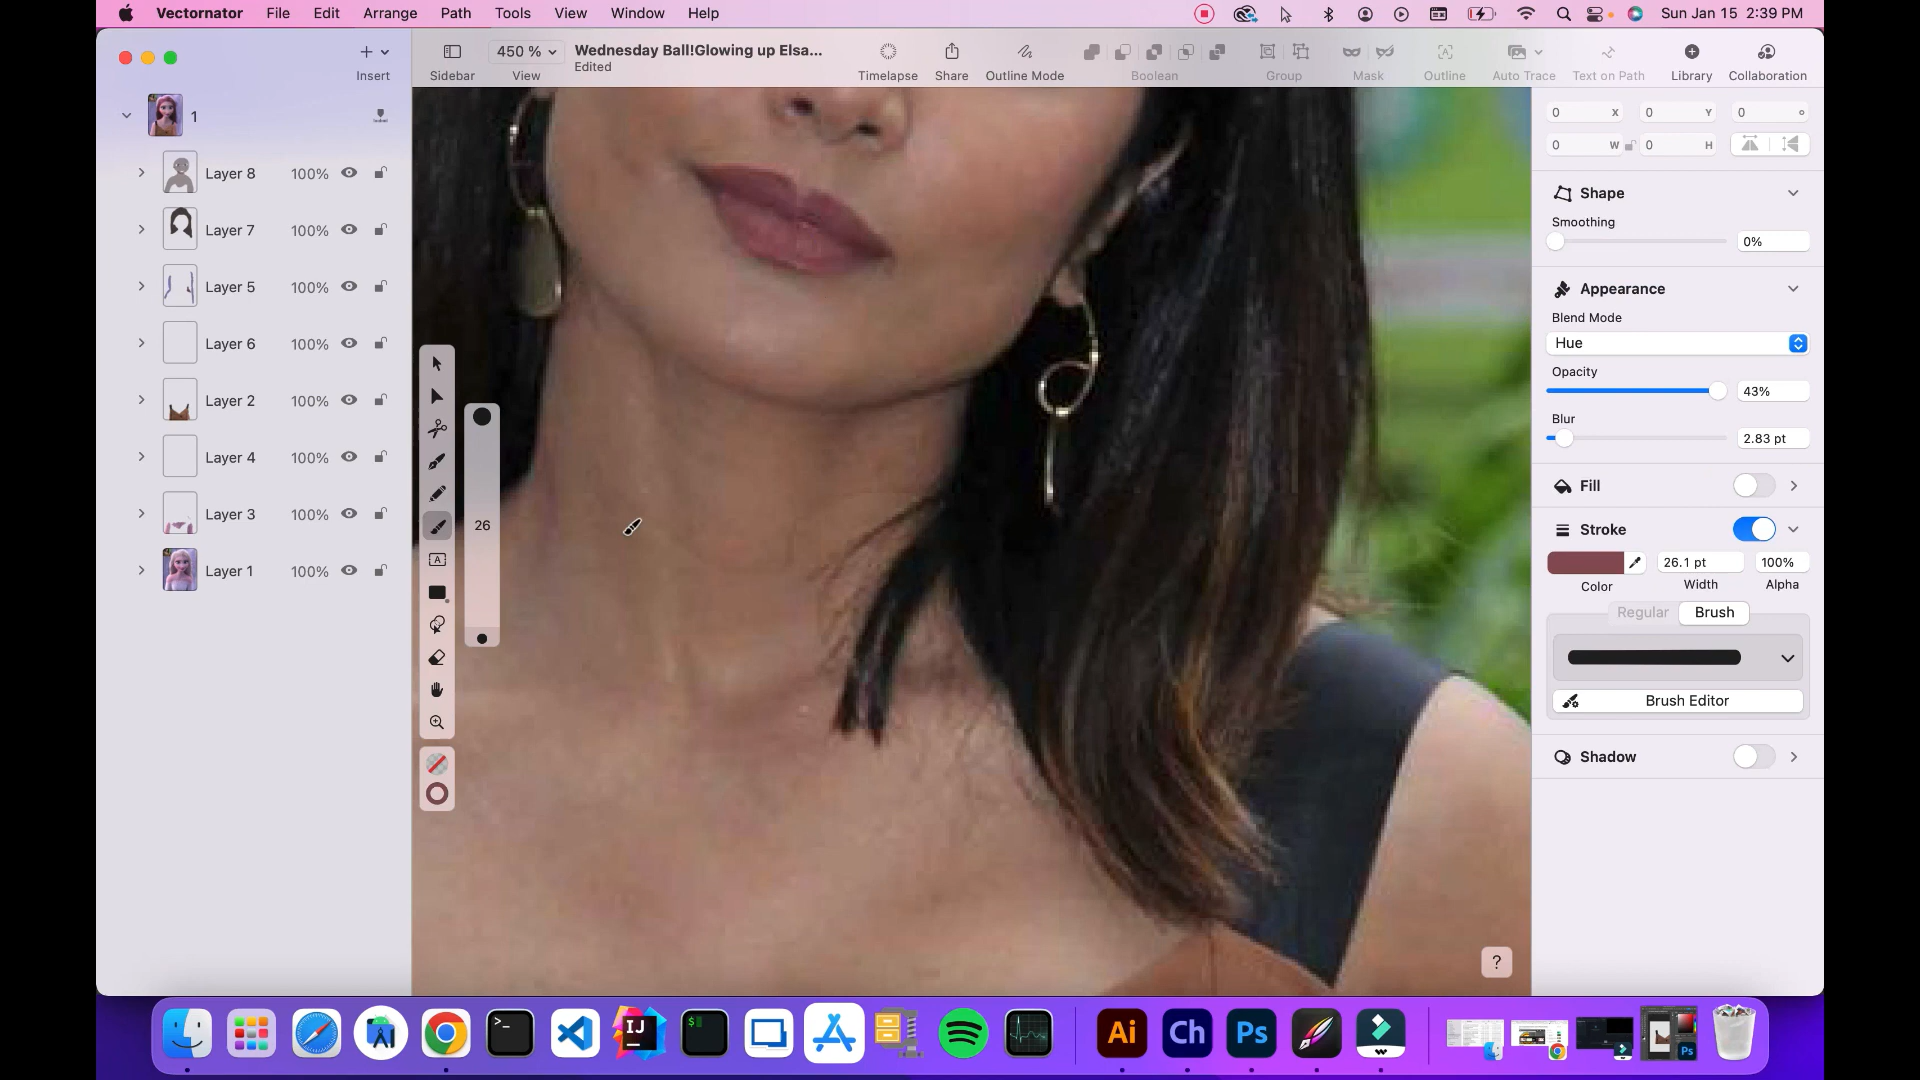 Vectornator File Edit Arrange Path Tools View Window Help Sun Jan 15 2:39 PM
Insert
Sidebar
450 %
View
Wednesday Ball!Glowing up Elsa...
Edited
Timelapse
Share
Outline Mode
Boolean
Group
Mask
Outline
Auto Trace
Text on Path
Library
Collaboration
1
Layer 8 100%
Layer 7 100%
Layer 5 100%
Layer 6 100%
Layer 2 100%
Layer 4 100%
Layer 3 100%
Layer 1 100%
26
A
0 X 0 Y 0 °
0 W 0 H
Shape
Smoothing
0%
Appearance
Blend Mode
Hue
Opacity
43%
Blur
2.83 pt
Fill
Stroke
26.1 pt 100%
Color Width Alpha
Regular Brush
Brush Editor
Shadow
?
>_ IJ $ Ai Ch Ps Ps